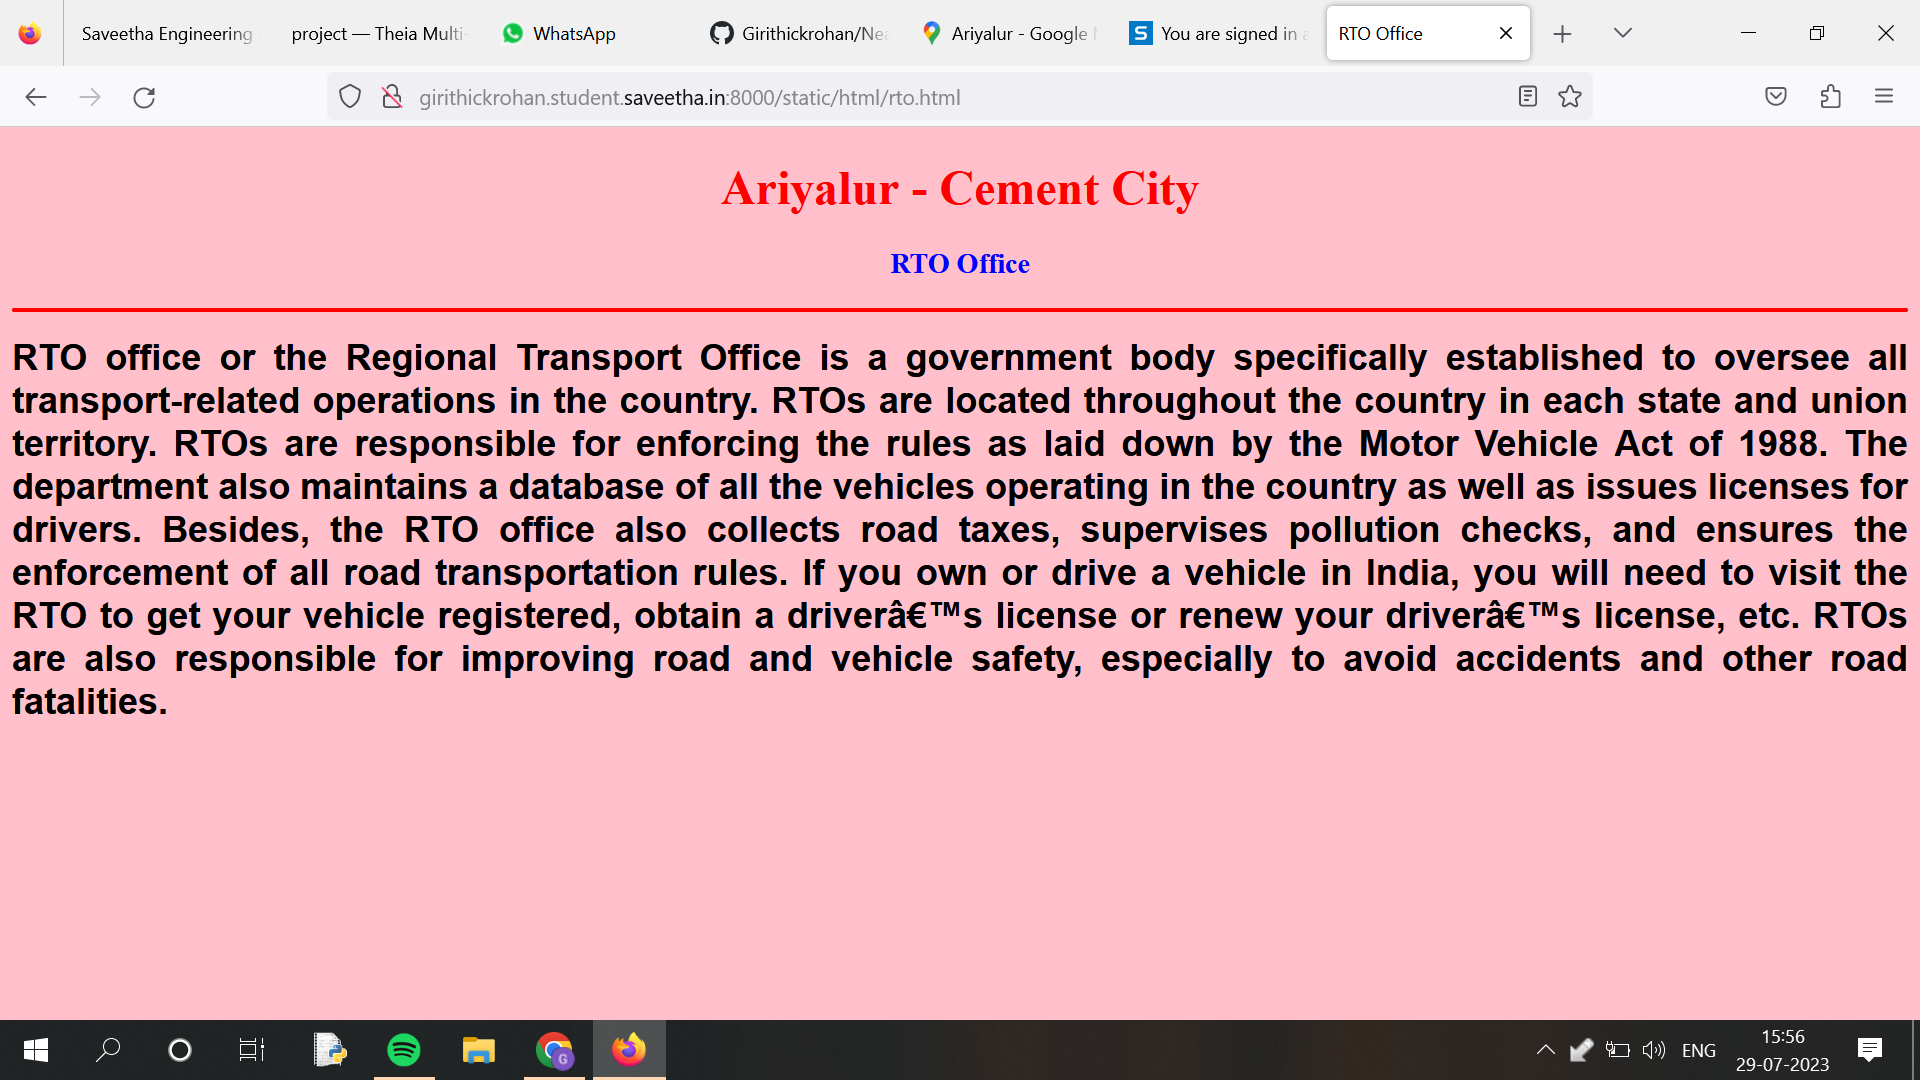 Saveetha Engineering
project — Theia Multi-
WhatsApp
Girithickrohan/Nea
Ariyalur - Google
You are signed in a
RTO Office
girithickrohan.student.saveetha.in:8000/static/html/rto.html
Ariyalur - Cement City
RTO Office
RTO office or the Regional Transport Office is a government body specifically established to oversee all
transport-related operations in the country. RTOs are located throughout the country in each state and union
territory. RTOs are responsible for enforcing the rules as laid down by the Motor Vehicle Act of 1988. The
department also maintains a database of all the vehicles operating in the country as well as issues licenses for
drivers. Besides, the RTO office also collects road taxes, supervises pollution checks, and ensures the
enforcement of all road transportation rules. If you own or drive a vehicle in India, you will need to visit the
RTO to get your vehicle registered, obtain a driverâ€™s license or renew your driverâ€™s license, etc. RTOs
are also responsible for improving road and vehicle safety, especially to avoid accidents and other road
fatalities.
G
ENG
15:56
29-07-2023